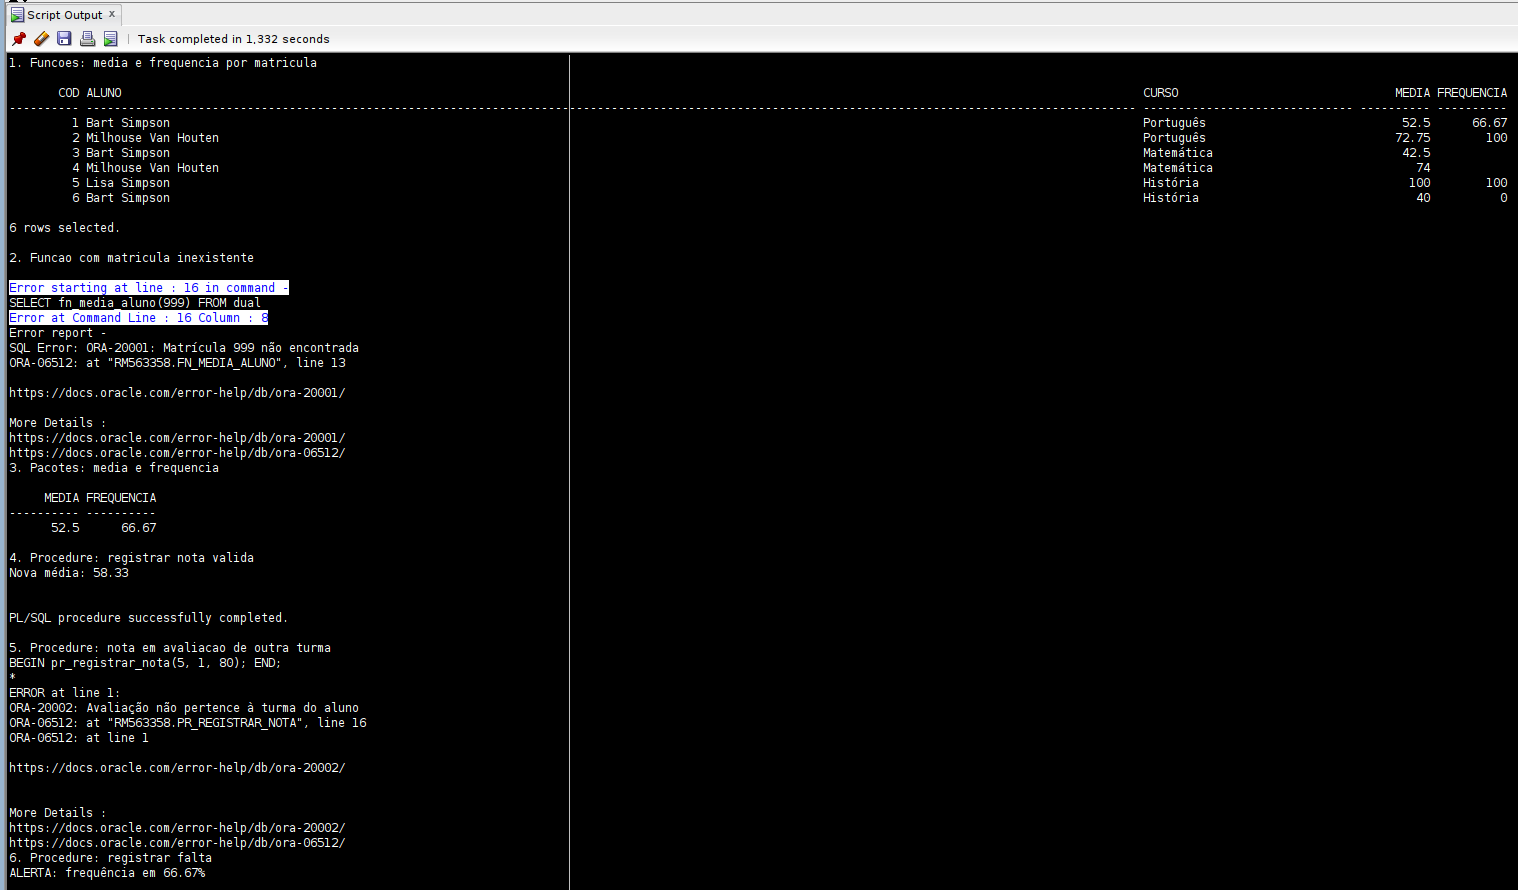 Script Output x
Task completed in 1,332 seconds
1. Funcoes: media e frequencia por matricula
COD ALUNO CURSO MEDIA FREQUENCIA
---------- ------------------------------------------------------------------------------------------------------------------------------------------------------ ------------------------------ ---------- ----------
1 Bart Simpson Português 52.5 66.67
2 Milhouse Van Houten Português 72.75 100
3 Bart Simpson Matemática 42.5
4 Milhouse Van Houten Matemática 74
5 Lisa Simpson História 100 100
6 Bart Simpson História 40 0
6 rows selected.
2. Funcao com matricula inexistente
Error starting at line : 16 in command -
SELECT fn_media_aluno(999) FROM dual
Error at Command Line : 16 Column : 8
Error report -
SQL Error: ORA-20001: Matrícula 999 não encontrada
ORA-06512: at "RM563358.FN_MEDIA_ALUNO", line 13
https://docs.oracle.com/error-help/db/ora-20001/
More Details :
https://docs.oracle.com/error-help/db/ora-20001/
https://docs.oracle.com/error-help/db/ora-06512/
3. Pacotes: media e frequencia
MEDIA FREQUENCIA
---------- ----------
52.5 66.67
4. Procedure: registrar nota valida
Nova média: 58.33
PL/SQL procedure successfully completed.
5. Procedure: nota em avaliacao de outra turma
BEGIN pr_registrar_nota(5, 1, 80); END;
*
ERROR at line 1:
ORA-20002: Avaliação não pertence à turma do aluno
ORA-06512: at "RM563358.PR_REGISTRAR_NOTA", line 16
ORA-06512: at line 1
https://docs.oracle.com/error-help/db/ora-20002/
More Details :
https://docs.oracle.com/error-help/db/ora-20002/
https://docs.oracle.com/error-help/db/ora-06512/
6. Procedure: registrar falta
ALERTA: frequência em 66.67%